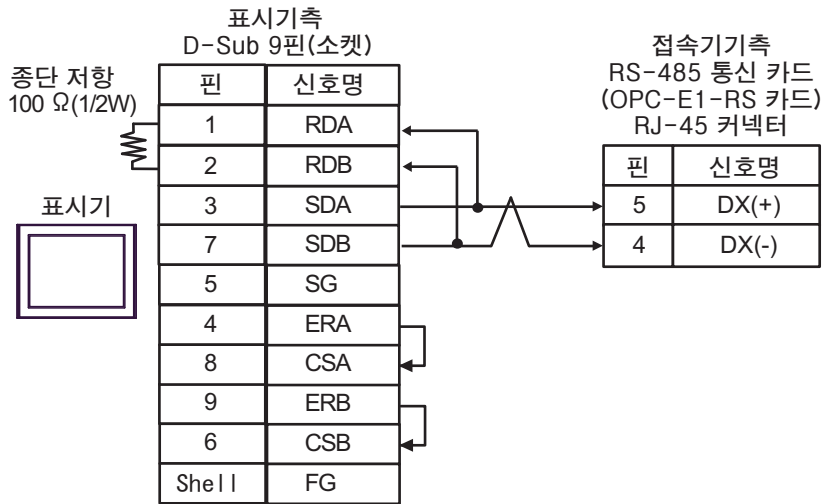 표시기측
D-Sub 9핀(소켓)
종단 저항
100 Ω(1/2W)
핀 신호명
1 RDA
2 RDB
3 SDA
7 SDB
5 SG
4 ERA
8 CSA
9 ERB
6 CSB
Shell FG
표시기
접속기기측
RS-485 통신 카드
(OPC-E1-RS 카드)
RJ-45 커넥터
핀 신호명
5 DX(+)
4 DX(-)